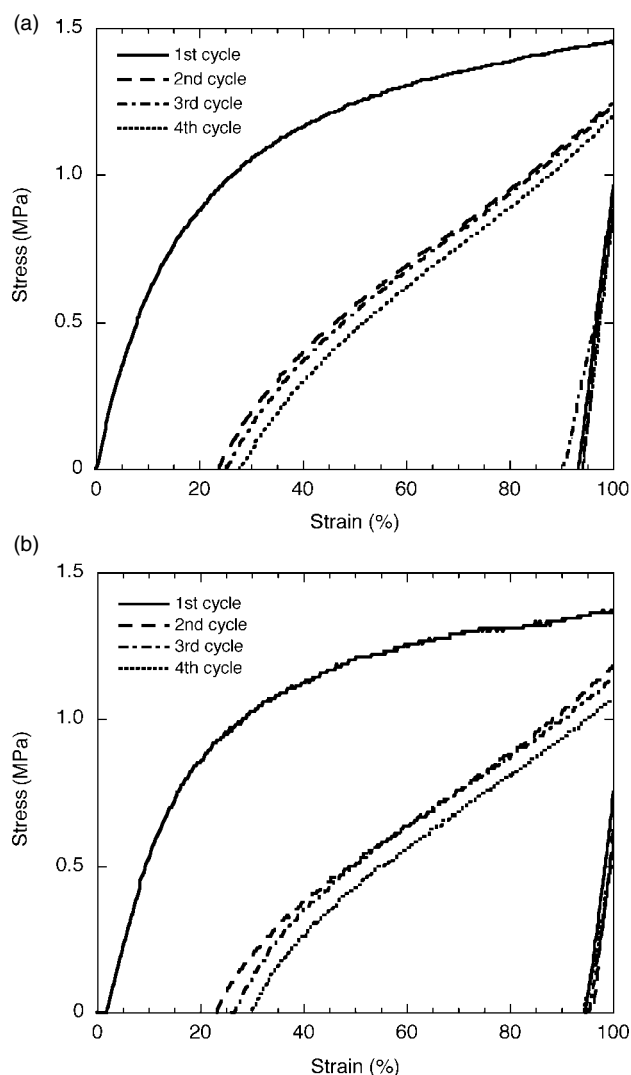 (a)
1.5
1st cycle
2nd cycle
3rd cycle
4th cycle
1.0
Stress (MPa)
0.5
0
0 20 40 60 80 100
Strain (%)
(b)
1.5
1st cycle
2nd cycle
3rd cycle
4th cycle
1.0
Stress (MPa)
0.5
0
0 20 40 60 80 100
Strain (%)